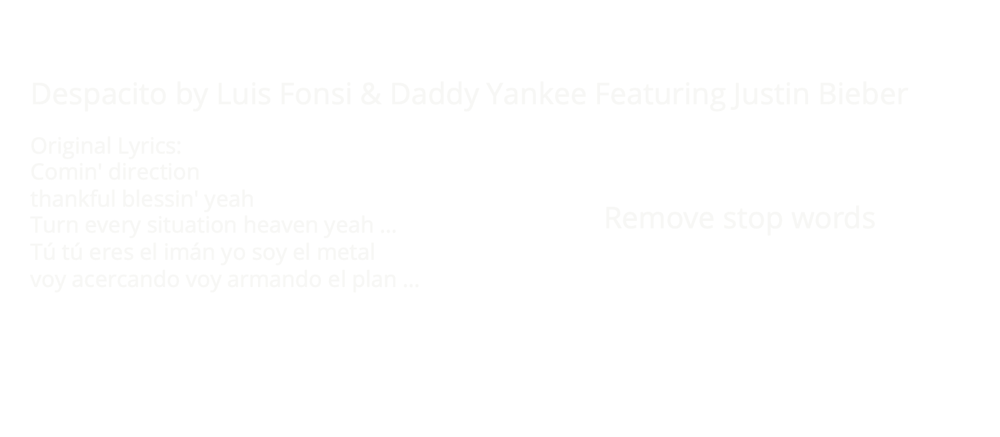 Despacito by Luis Fonsi & Daddy Yankee Featuring Justin Bieber
Original Lyrics:
Comin' direction
thankful blessin' yeah
Turn every situation heaven yeah ...
Tú tú eres el imán yo soy el metal
voy acercando voy armando el plan ...
Remove stop words